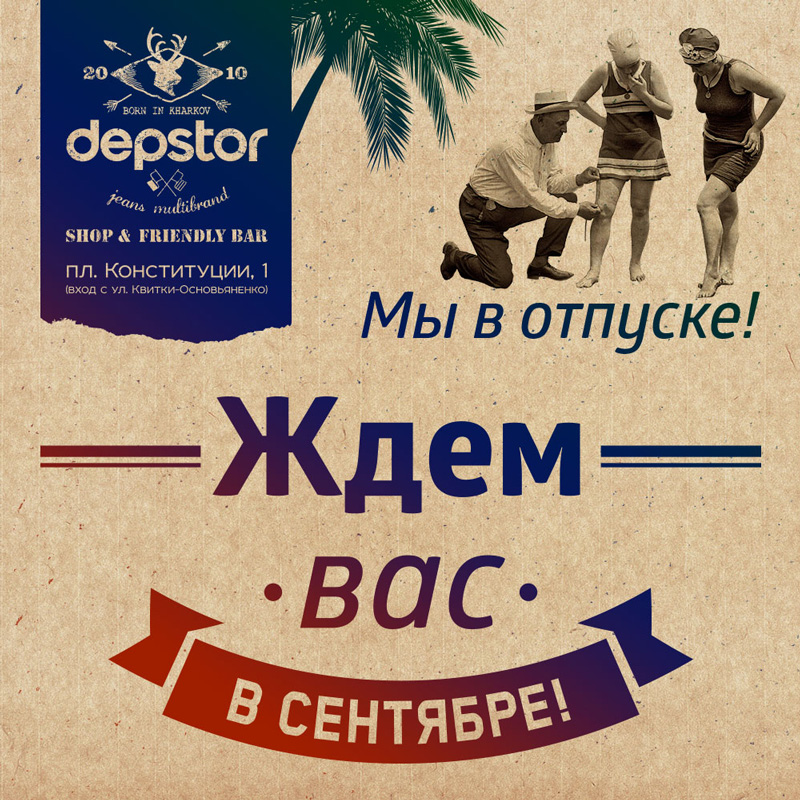 20 10
BORN IN KHARKOV
depstor
jeans multibrand
SHOP & FRIENDLY BAR
пл. Конституции, 1
(вход с ул. Квитки-Основьяненко)
Мы в отпуске!
Ждем
·вас·
В СЕНТЯБРЕ!